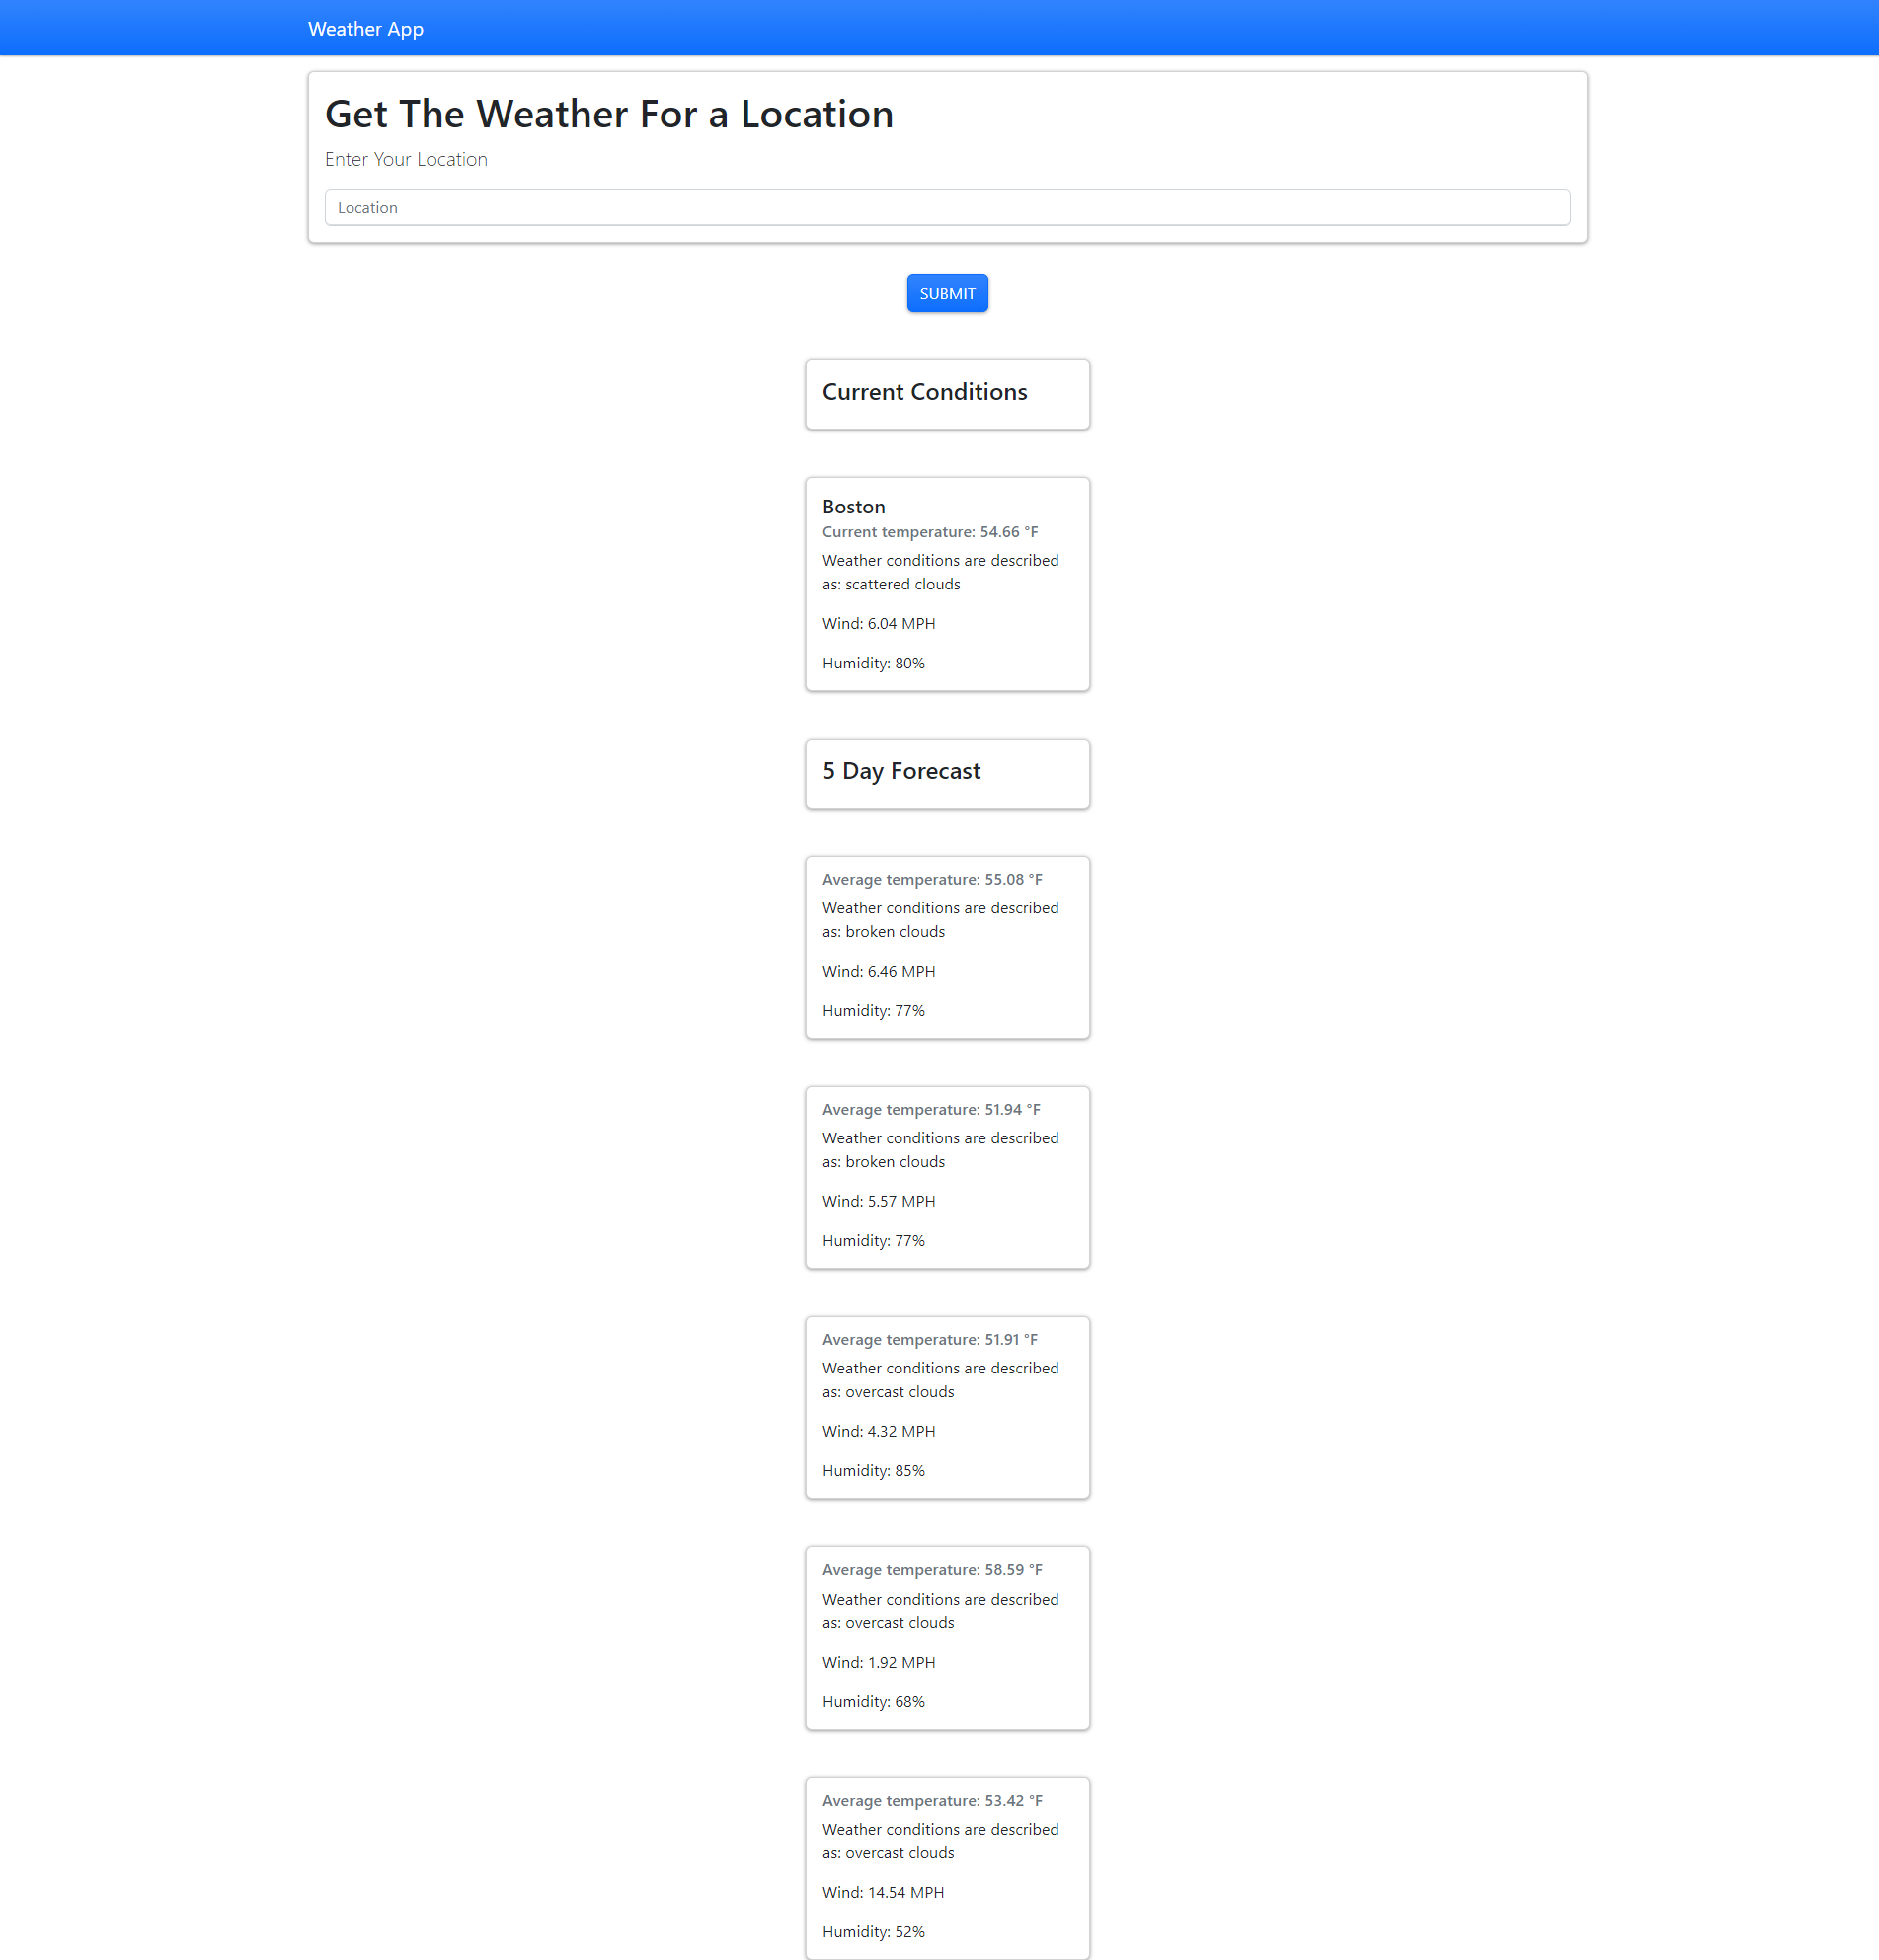 Weather App
Get The Weather For a Location
Enter Your Location
Location
SUBMIT
Current Conditions
Boston
Current temperature: 54.66 °F
Weather conditions are described
as: scattered clouds
Wind: 6.04 MPH
Humidity: 80%
5 Day Forecast
Average temperature: 55.08 °F
Weather conditions are described
as: broken clouds
Wind: 6.46 MPH
Humidity: 77%
Average temperature: 51.94 °F
Weather conditions are described
as: broken clouds
Wind: 5.57 MPH
Humidity: 77%
Average temperature: 51.91 °F
Weather conditions are described
as: overcast clouds
Wind: 4.32 MPH
Humidity: 85%
Average temperature: 58.59 °F
Weather conditions are described
as: overcast clouds
Wind: 1.92 MPH
Humidity: 68%
Average temperature: 53.42 °F
Weather conditions are described
as: overcast clouds
Wind: 14.54 MPH
Humidity: 52%